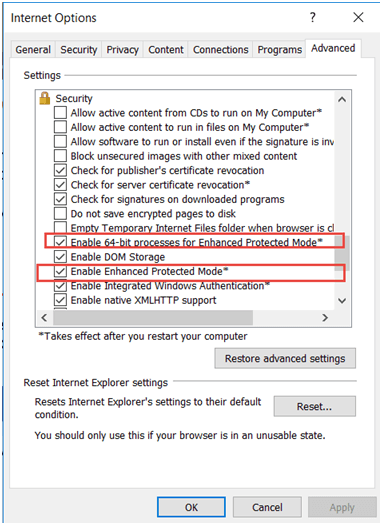 Internet Options
General Security Privacy Content Connections Programs Advanced
Settings
Security
Allow active content from CDs to run on My Computer*
Allow active content to run in files on My Computer*
Allow software to run or install even if the signature is inv
Block unsecured images with other mixed content
Check for publisher's certificate revocation
Check for server certificate revocation*
Check for signatures on downloaded programs
Do not save encrypted pages to disk
Empty Temporary Internet Files folder when browser is cl
Enable 64-bit processes for Enhanced Protected Mode*
Enable DOM Storage
Enable Enhanced Protected Mode*
Enable Integrated Windows Authentication*
Enable native XMLHTTP support
*Takes effect after you restart your computer
Restore advanced settings
Reset Internet Explorer settings
Resets Internet Explorer's settings to their default
condition.
Reset...
You should only use this if your browser is in an unusable state.
OK Cancel Apply